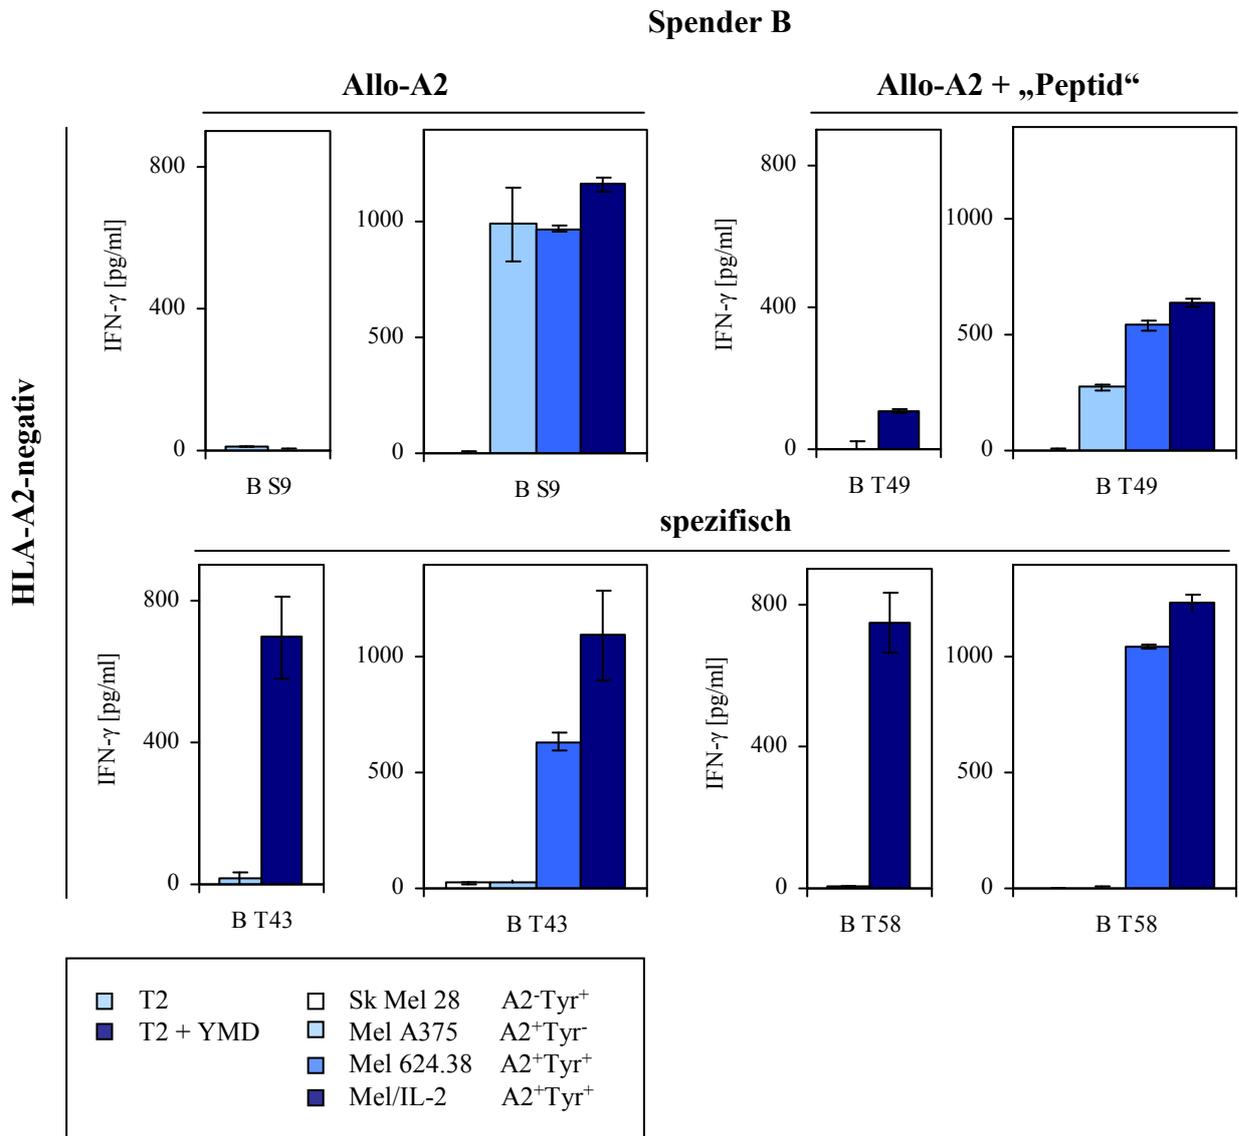 Spender B
Allo-A2
Allo-A2 + „Peptid“
HLA-A2-negativ
IFN-γ [pg/ml]
800
400
0
B S9
1000
500
0
B S9
IFN-γ [pg/ml]
800
400
0
B T49
1000
500
0
B T49
spezifisch
IFN-γ [pg/ml]
800
400
0
B T43
1000
500
0
B T43
IFN-γ [pg/ml]
800
400
0
B T58
1000
500
0
B T58
T2
T2 + YMD
Sk Mel 28 A2⁻Tyr⁺
Mel A375 A2⁺Tyr⁻
Mel 624.38 A2⁺Tyr⁺
Mel/IL-2 A2⁺Tyr⁺